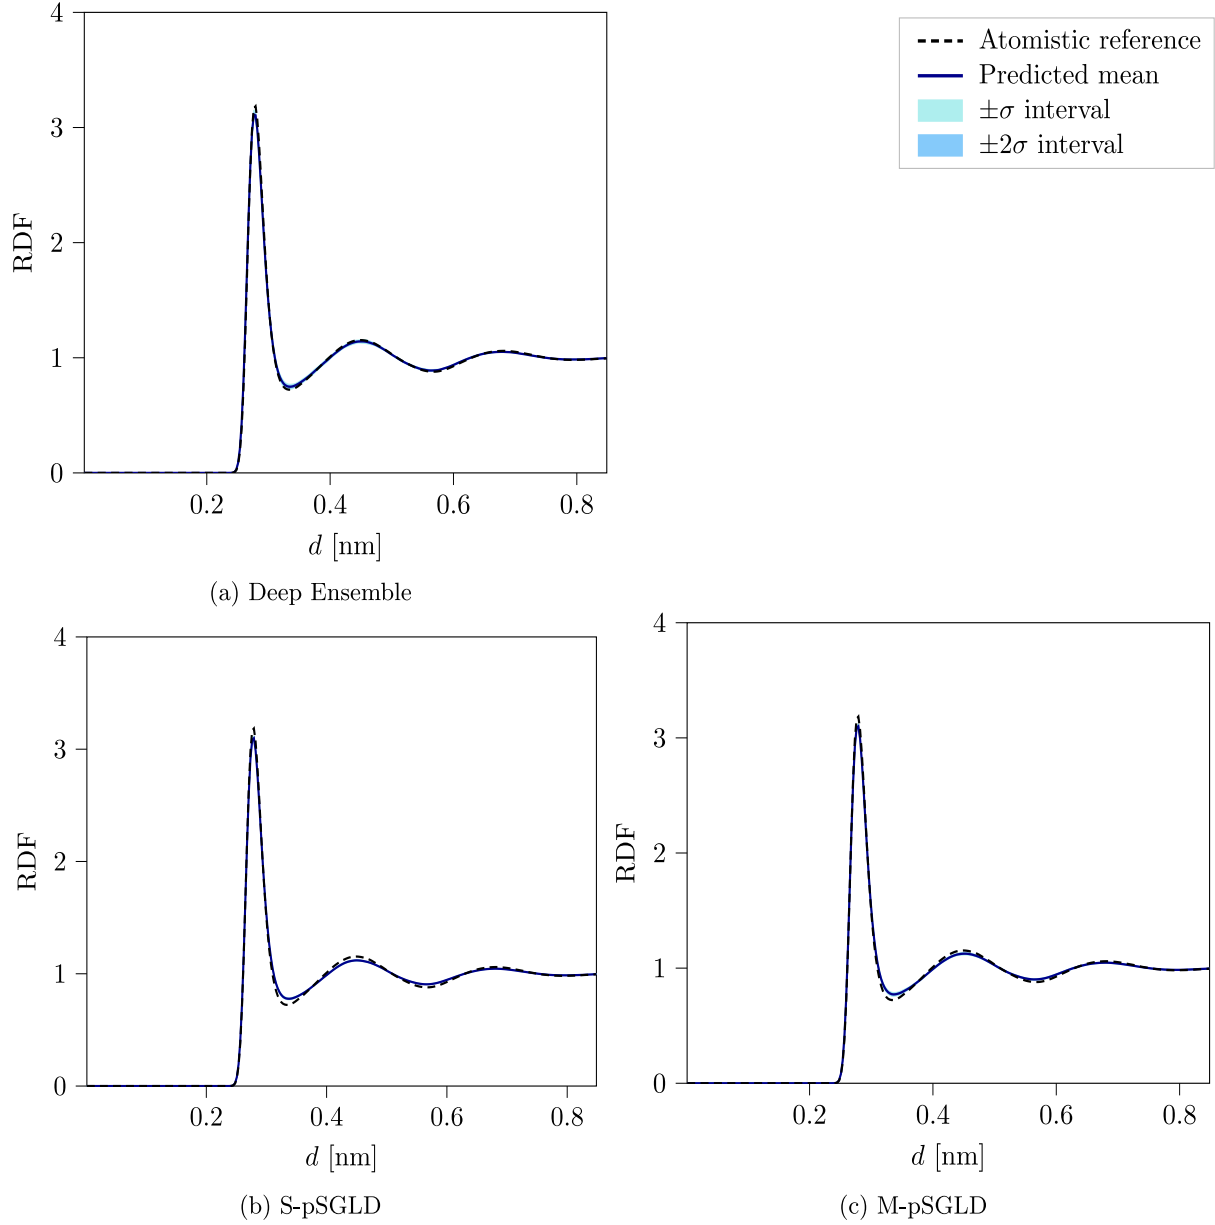 4
3
2
1
0
RDF
0.2 0.4 0.6 0.8
d [nm]
(a) Deep Ensemble
Atomistic reference
Predicted mean
±σ interval
±2σ interval
4
3
2
1
0
RDF
0.2 0.4 0.6 0.8
d [nm]
(b) S-pSGLD
4
3
2
1
0
RDF
0.2 0.4 0.6 0.8
d [nm]
(c) M-pSGLD